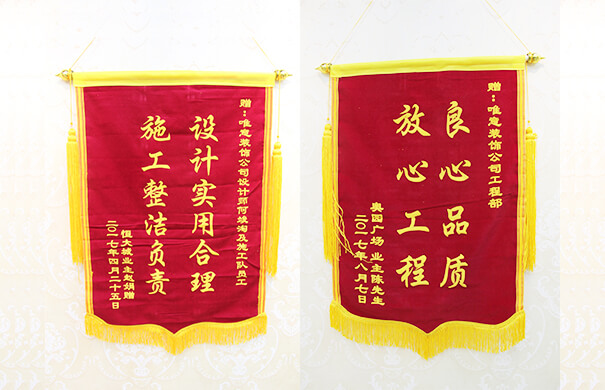 赠：唯意装饰公司设计师何及施工队员工
设计实用合理
施工整洁负责
恒大城业主赵娟赠
二〇一七年四月二十五日
赠：唯意装饰公司工程部
良心品质
放心工程
奥园广场 业主陈先生
二〇一七年八月七日